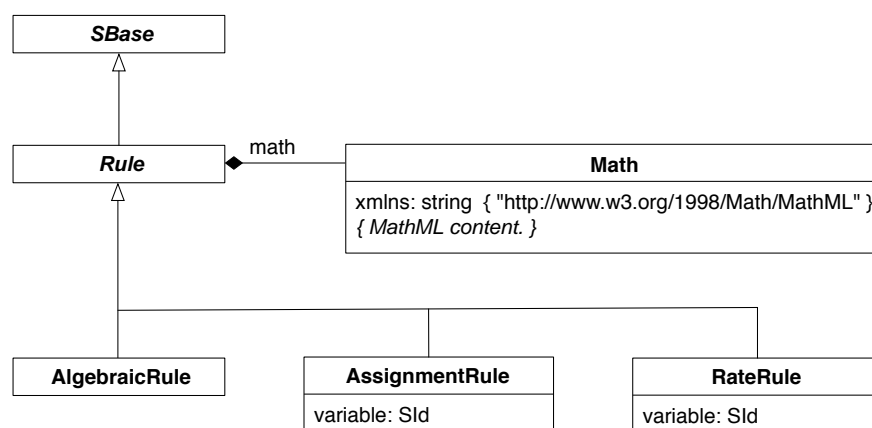 SBase
Rule
math
Math
xmlns: string { "http://www.w3.org/1998/Math/MathML" }
{ MathML content. }
AlgebraicRule
AssignmentRule
variable: SId
RateRule
variable: SId